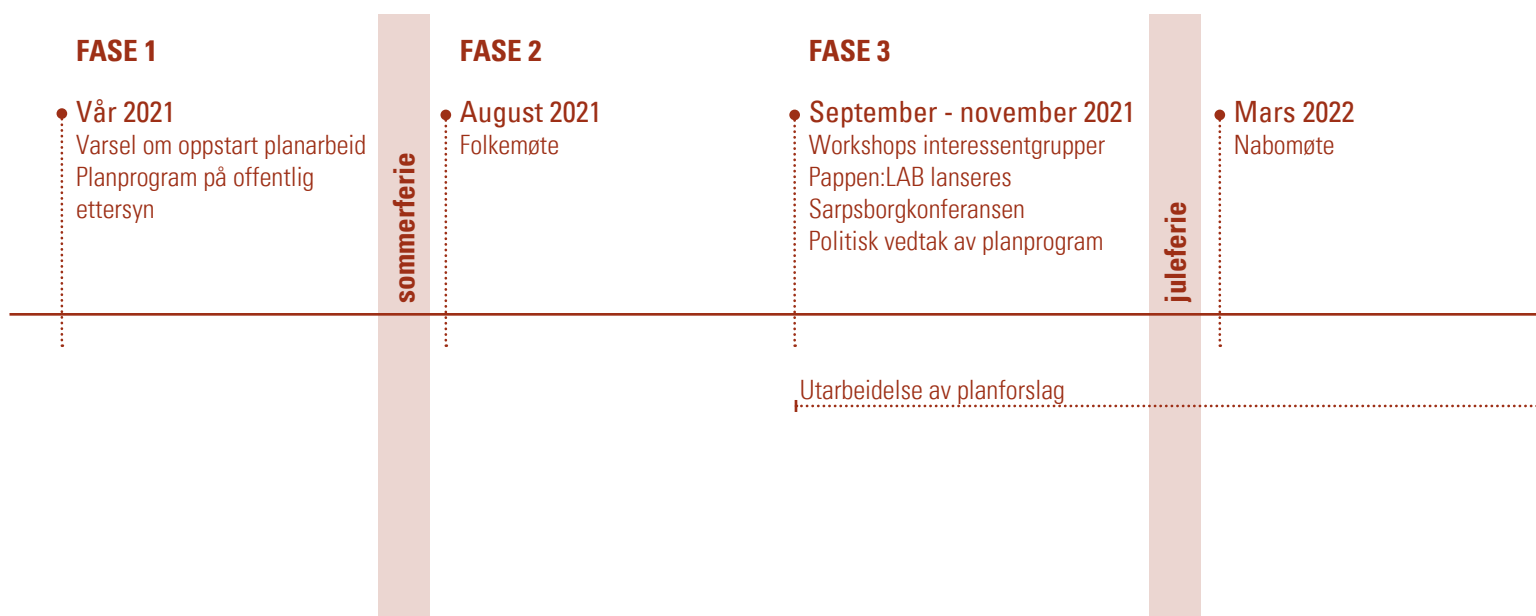 FASE 1
Vår 2021
Varsel om oppstart planarbeid
Planprogram på offentlig
ettersyn
sommerferie
FASE 2
August 2021
Folkemøte
FASE 3
September - november 2021
Workshops interessentgrupper
Pappen:LAB lanseres
Sarpsborgkonferansen
Politisk vedtak av planprogram
juleferie
Mars 2022
Nabomøte
Utarbeidelse av planforslag